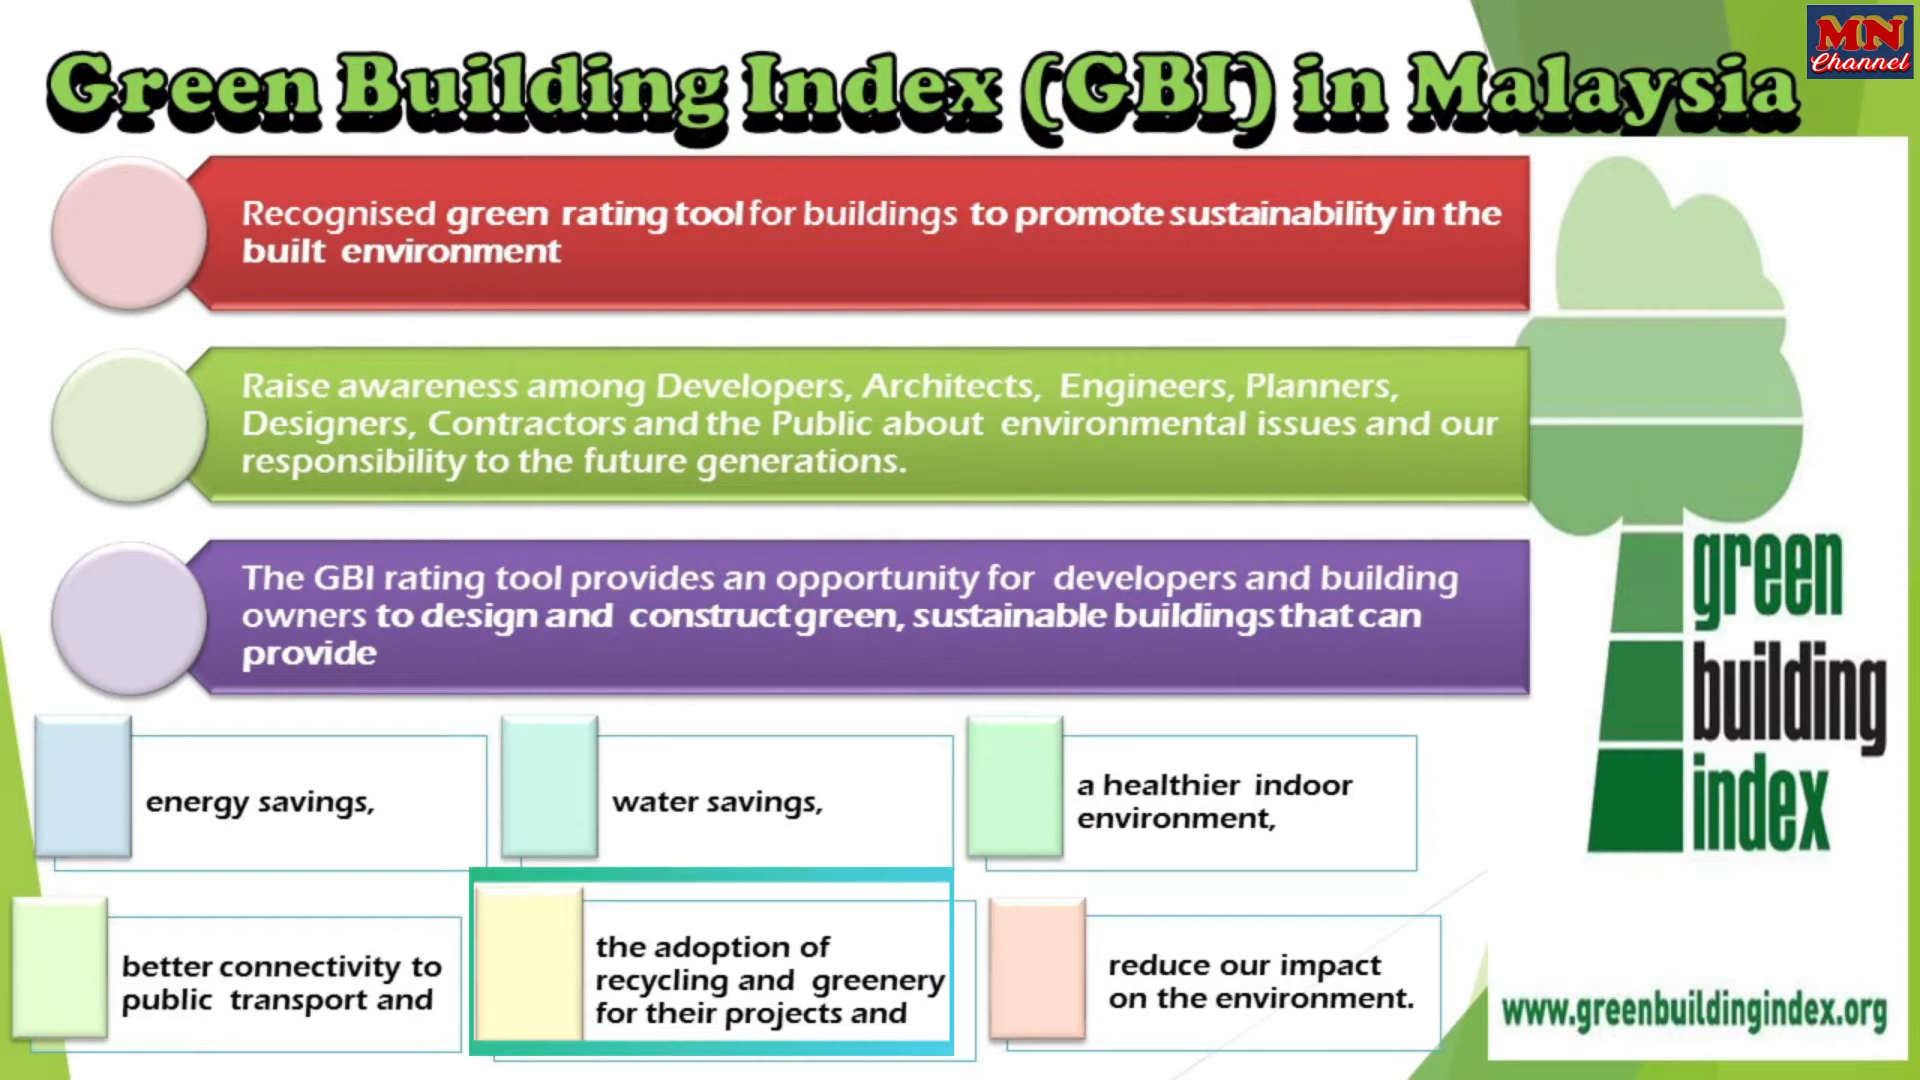 Green Building Index (GBI) in Malaysia
MN
Channel
Recognised green rating tool for buildings to promote sustainability in the
built environment
Raise awareness among Developers, Architects, Engineers, Planners,
Designers, Contractors and the Public about environmental issues and our
responsibility to the future generations.
The GBI rating tool provides an opportunity for developers and building
owners to design and construct green, sustainable buildings that can
provide
green
building
index
energy savings,
water savings,
a healthier indoor
environment,
better connectivity to
public transport and
the adoption of
recycling and greenery
for their projects and
reduce our impact
on the environment.
www.greenbuildingindex.org